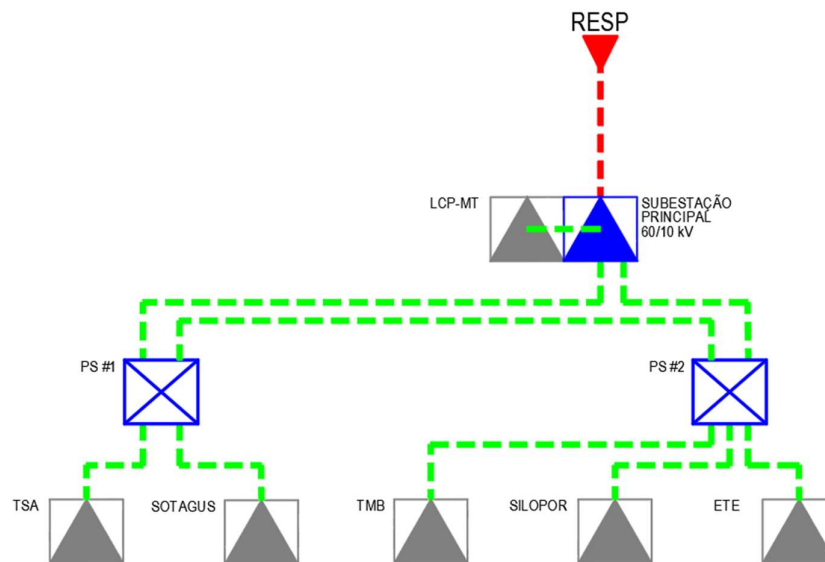 RESP
LCP-MT
SUBESTAÇÃO
PRINCIPAL
60/10 kV
PS #1
PS #2
TSA
SOTAGUS
TMB
SILOPOR
ETE